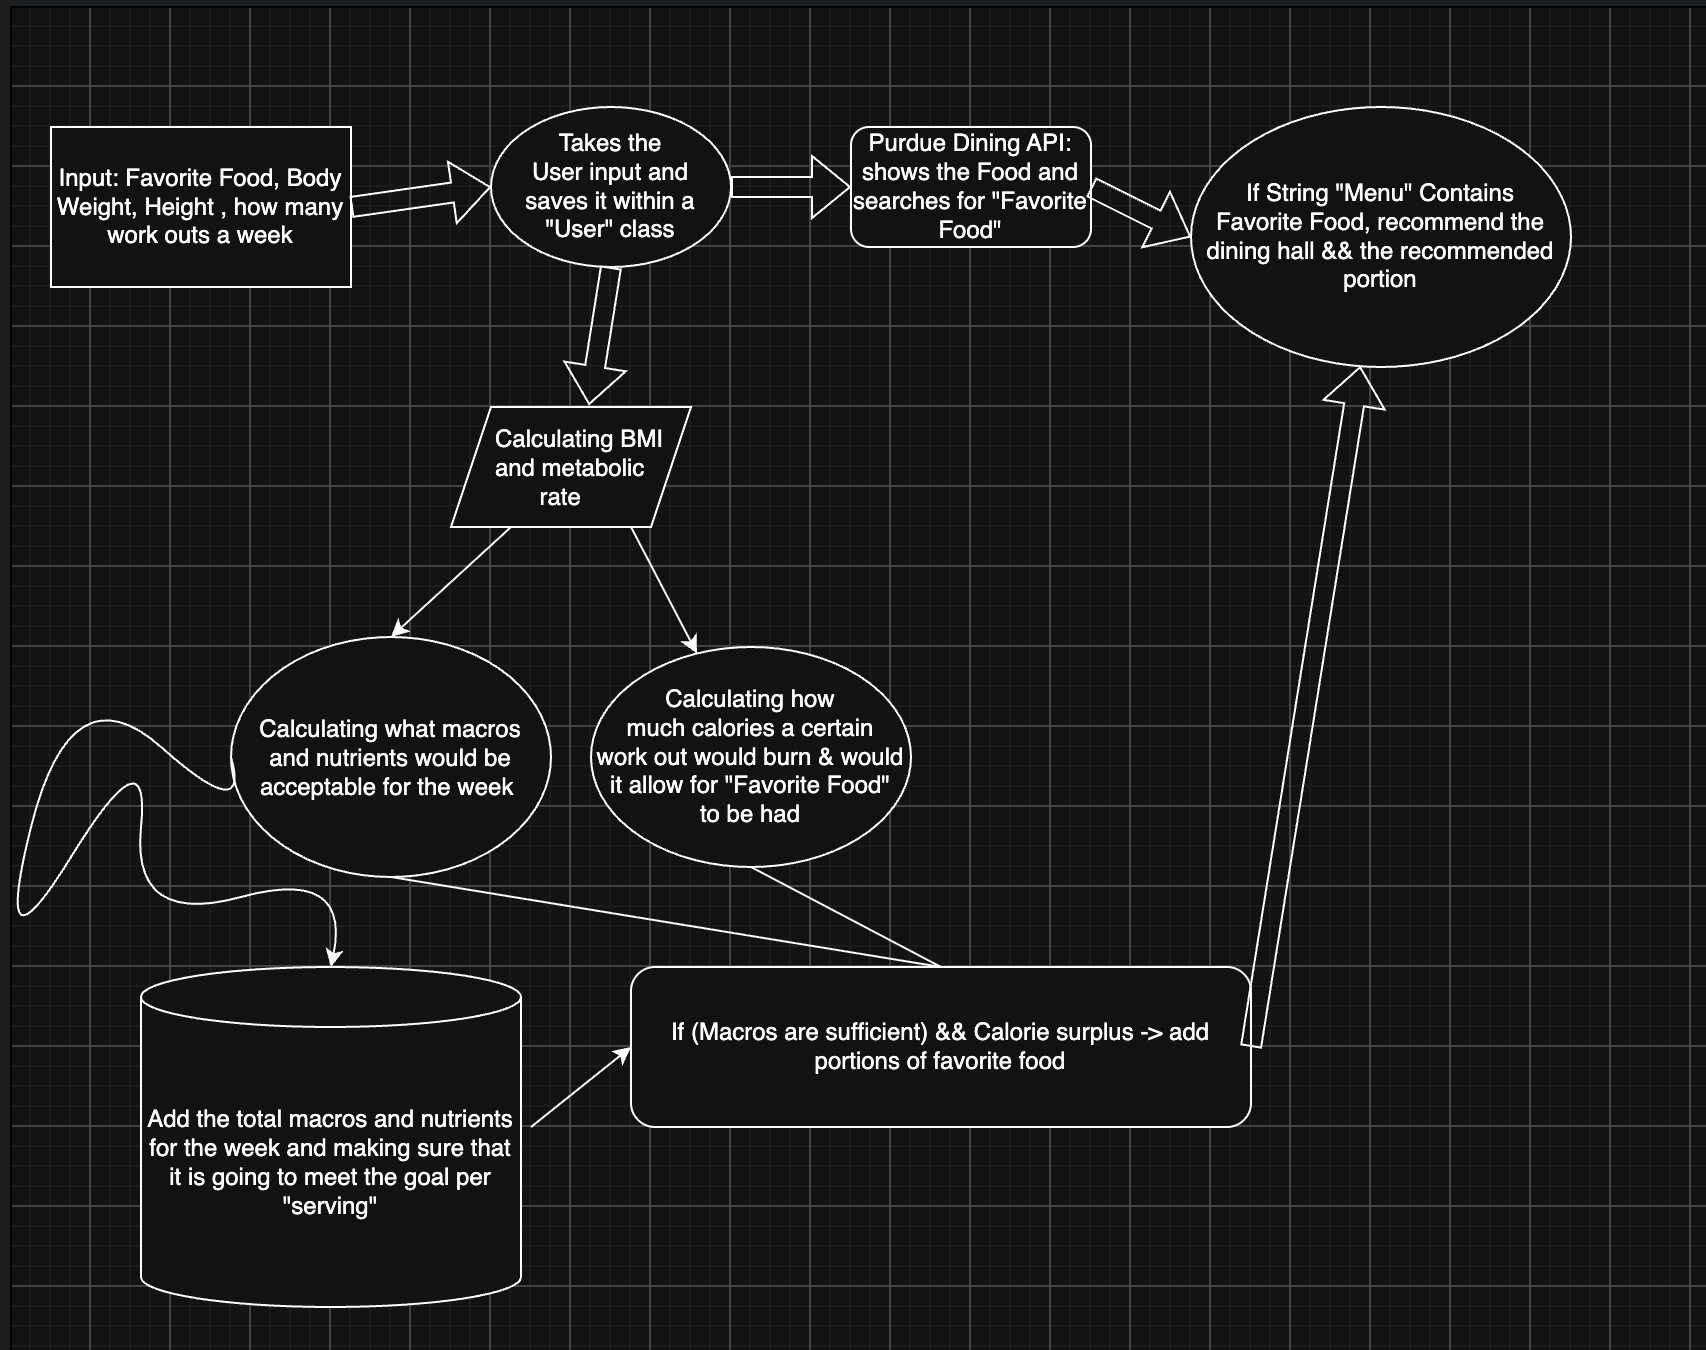 Input: Favorite Food, Body
Weight, Height , how many
work outs a week
Takes the
User input and
saves it within a
"User" class
Purdue Dining API:
shows the Food and
searches for "Favorite
Food"
If String "Menu" Contains
Favorite Food, recommend the
dining hall && the recommended
portion
Calculating BMI
and metabolic
rate
Calculating what macros
and nutrients would be
acceptable for the week
Calculating how
much calories a certain
work out would burn & would
it allow for "Favorite Food"
to be had
Add the total macros and nutrients
for the week and making sure that
it is going to meet the goal per
"serving"
If (Macros are sufficient) && Calorie surplus -> add
portions of favorite food